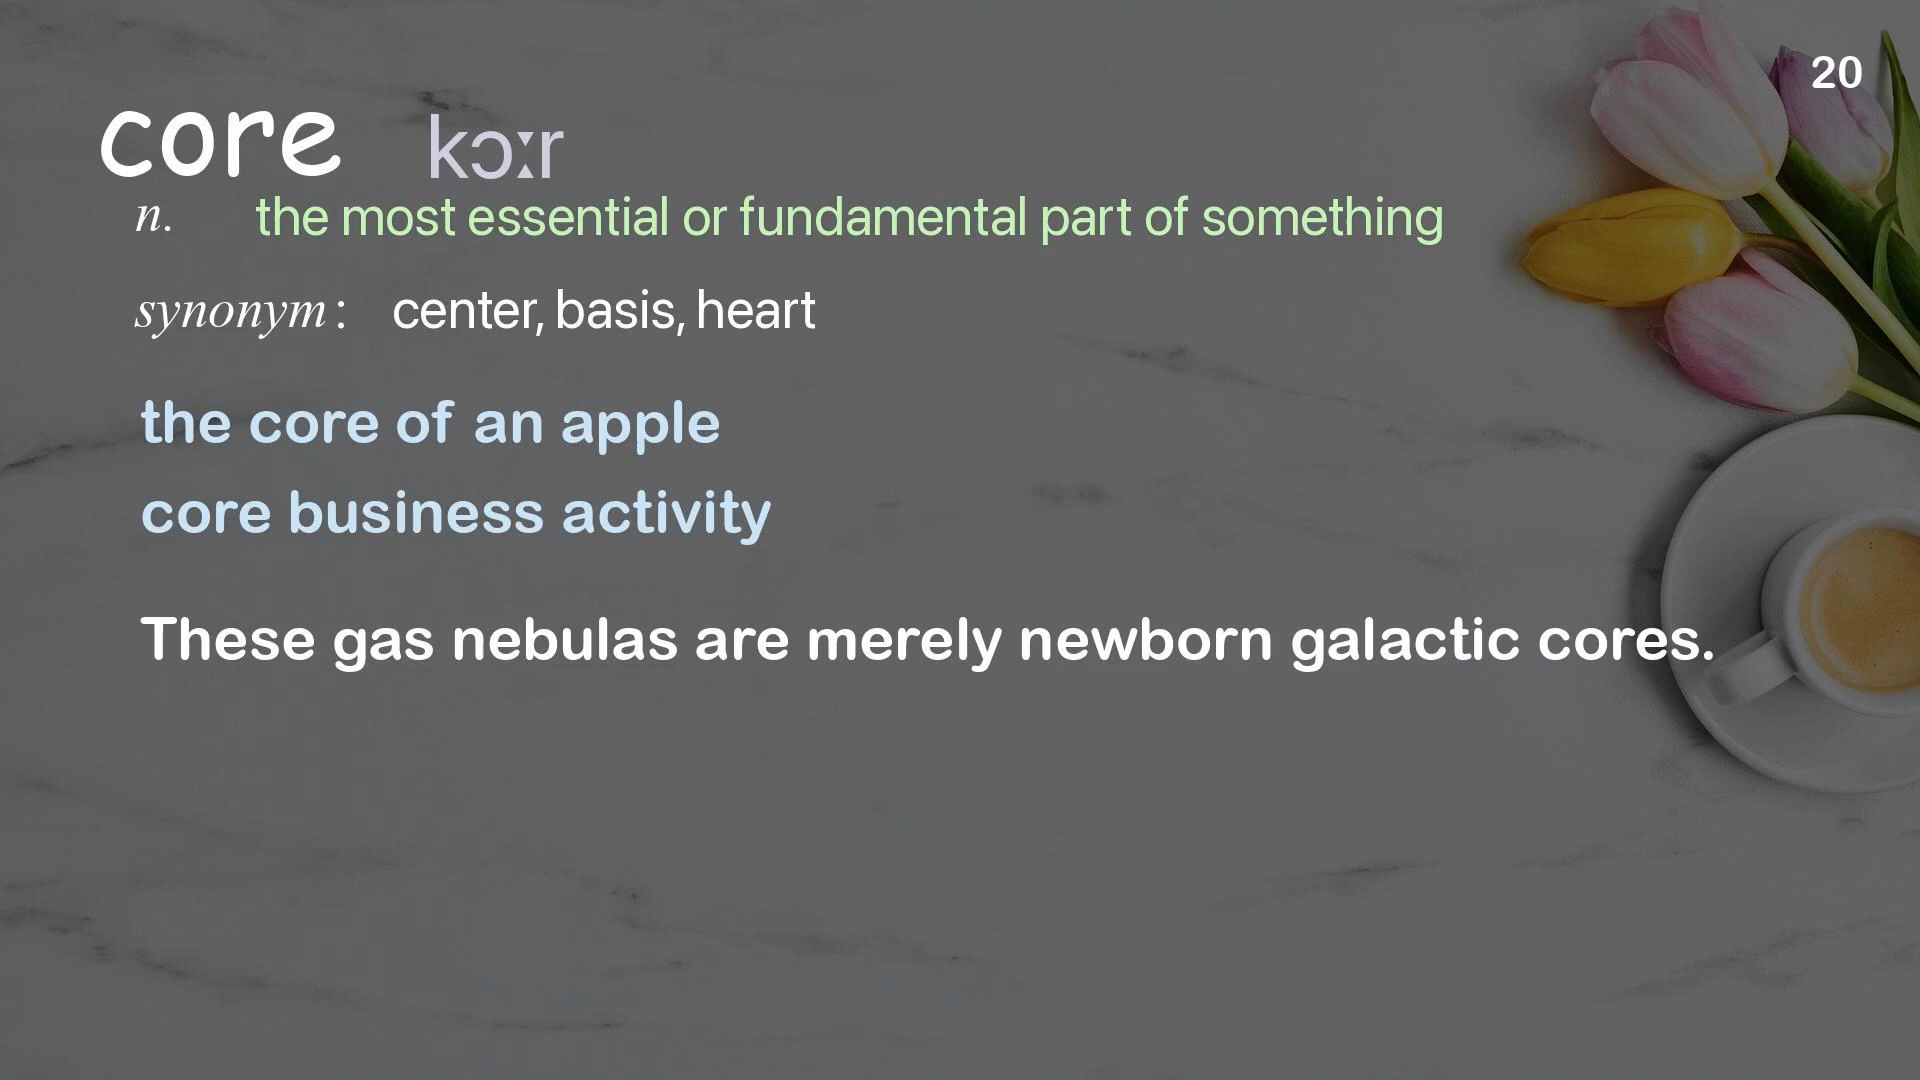 20
core kɔːr
n. the most essential or fundamental part of something
synonym: center, basis, heart
the core of an apple
core business activity
These gas nebulas are merely newborn galactic cores.